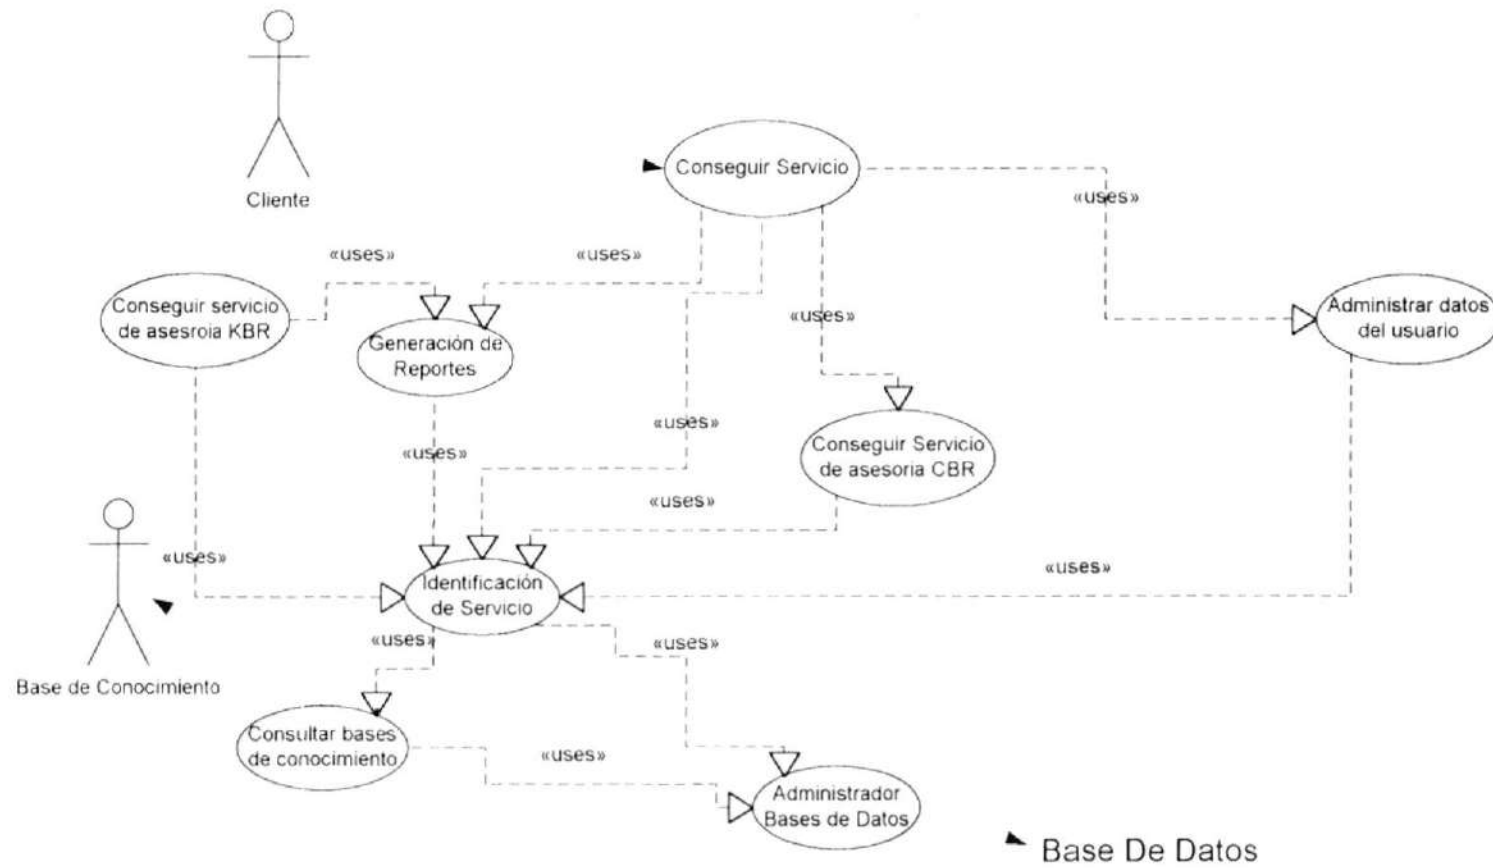 Conseguir Servicio
Cliente
«uses»
«uses»
«uses»
Conseguir servicio
de asesroia KBR
Generación de
Reportes
«uses»
Administrar datos
del usuario
«uses»
«uses»
Conseguir Servicio
de asesoria CBR
«uses»
«uses»
«uses»
Identificación
de Servicio
«uses»
«uses»
Base de Conocimiento
Consultar bases
de conocimiento
«uses»
Administrador
Bases de Datos
Base De Datos